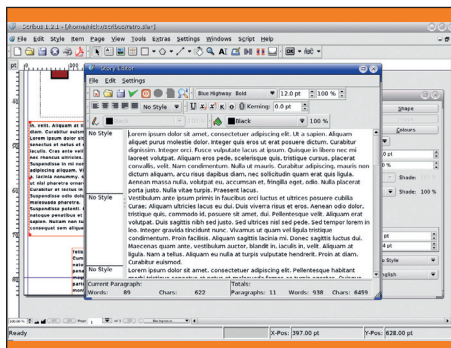 Scribus 1.2.1 - [/home/nichv/scribus/retro.sla*]
File Edit Style Item Page View Tools Extras Settings Windows Script Help
pt
Story Editor
File Edit Settings
Blue Highway Bold 12.0 pt 100 %
No Style Kerning: 0.0 pt
Black Black 100 %
No Style
Lorem ipsum dolor sit amet, consectetuer adipiscing elit. Ut a sapien. Aliquam
aliquet purus molestie dolor. Integer quis eros ut erat posuere dictum. Curabitur
dignissim. Integer orci. Fusce vulputate lacus at ipsum. Quisque in libero nec mi
laoreet volutpat. Aliquam eros pede, scelerisque quis, tristique cursus, placerat
convallis, velit. Nam condimentum. Nulla ut mauris. Curabitur adipiscing, mauris non
dictum aliquam, arcu risus dapibus diam, nec sollicitudin quam erat quis ligula.
Aenean massa nulla, volutpat eu, accumsan et, fringilla eget, odio. Nulla placerat
porta justo. Nulla vitae turpis. Praesent lacus.
No Style
Vestibulum ante ipsum primis in faucibus orci luctus et ultrices posuere cubilia
Curae; Aliquam ultricies lacus eu dui. Duis viverra risus et eros. Aenean odio dolor,
tristique quis, commodo id, posuere sit amet, dui. Pellentesque velit. Aliquam erat
volutpat. Duis sagittis nibh sed justo. Sed ultrices nisl sed pede. Sed tempor lorem in
leo. Integer gravida tincidunt nunc. Vivamus ut quam vel ligula tristique
condimentum. Proin facilisis. Aliquam sagittis lacinia mi. Donec sagittis luctus dui.
Maecenas quam ante, vestibulum auctor, blandit in, iaculis in, velit. Aliquam at
ligula. Nam a tellus. Aliquam eu nulla at turpis vulputate hendrerit. Proin at diam.
Curabitur euismod.
No Style
Lorem ipsum dolor sit amet, consectetuer adipiscing elit. Pellentesque habitant
Current Paragraph: Totals:
Words: 89 Chars: 622 Paragraphs: 11 Words: 938 Chars: 6459
Shape
Colours
Shade: 100 %
Shade: 100 %
Ready X-Pos: 397.00 pt Y-Pos: 628.00 pt